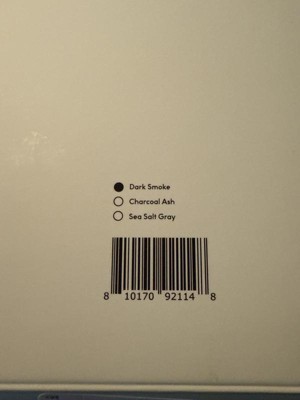 Dark Smoke
Charcoal Ash
Sea Salt Gray
8 10170 92114 8